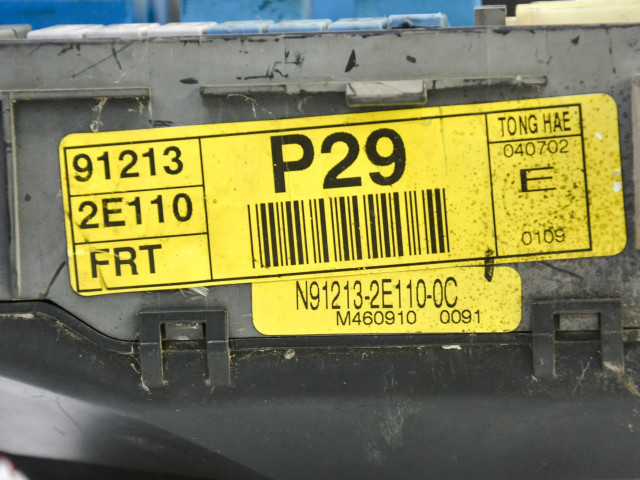 91213
2E110
FRT
P29
TONG HAE
040702
E
0109
N91213-2E110-0C
M460910 0091